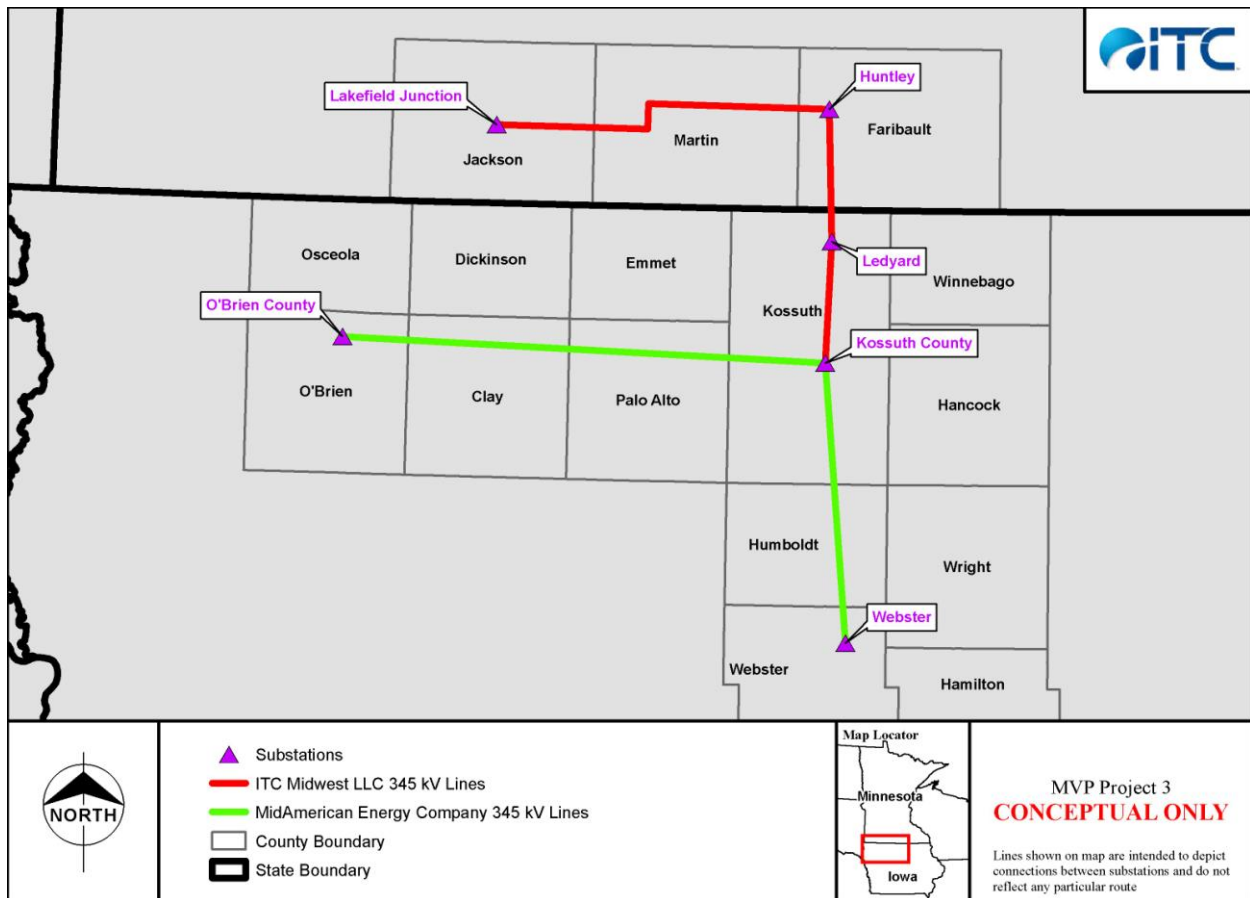 ITC
Huntley
Lakefield Junction
Faribault
Martin
Jackson
Osceola
Dickinson
Emmet
Ledyard
Winnebago
O'Brien County
Kossuth
Kossuth County
O'Brien
Clay
Palo Alto
Hancock
Humboldt
Wright
Webster
Webster
Hamilton
NORTH
Substations
ITC Midwest LLC 345 kV Lines
MidAmerican Energy Company 345 kV Lines
County Boundary
State Boundary
Map Locator
Minnesota
Iowa
MVP Project 3
CONCEPTUAL ONLY
Lines shown on map are intended to depict
connections between substations and do not
reflect any particular route